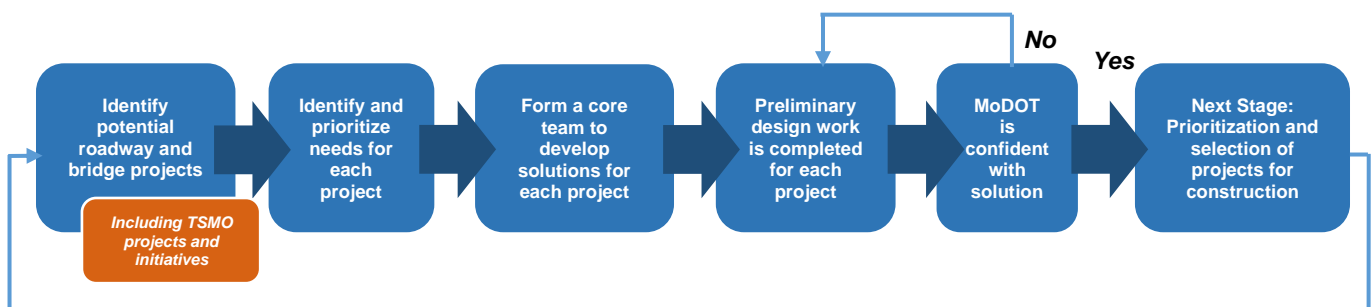 No
Yes
Identify
potential
roadway and
bridge projects
Including TSMO
projects and
initiatives
Identify and
prioritize
needs for
each
project
Form a core
team to
develop
solutions for
each project
Preliminary
design work
is completed
for each
project
MoDOT
is
confident
with
solution
Next Stage:
Prioritization and
selection of
projects for
construction